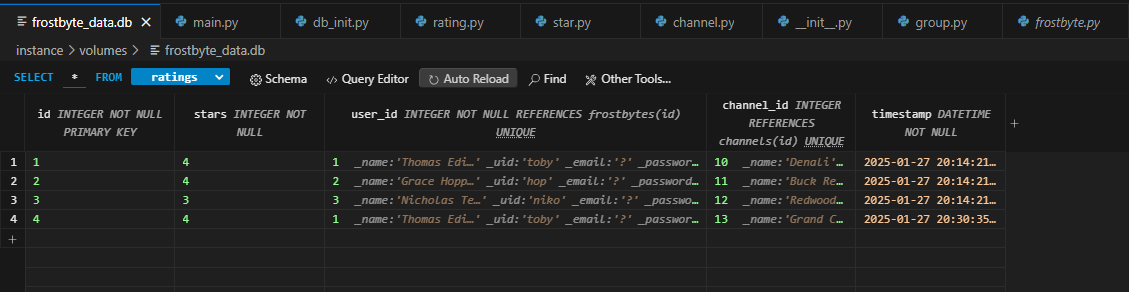 frostbyte_data.db × main.py db_init.py rating.py star.py channel.py __init__.py group.py frostbyte.py
instance > volumes > frostbyte_data.db
SELECT * FROM ratings Schema Query Editor Auto Reload Find Other Tools...
id INTEGER NOT NULL PRIMARY KEY
stars INTEGER NOT NULL
user_id INTEGER NOT NULL REFERENCES frostbytes(id) UNIQUE
channel_id INTEGER REFERENCES channels(id) UNIQUE
timestamp DATETIME NOT NULL
+
1 1 4 1 _name:'Thomas Edi…' _uid:'toby' _email:'?' _passwor… 10 _name:'Denali'… 2025-01-27 20:14:21…
2 2 4 2 _name:'Grace Hopp…' _uid:'hop' _email:'?' _password… 11 _name:'Buck Re… 2025-01-27 20:14:21…
3 3 3 3 _name:'Nicholas Te…' _uid:'niko' _email:'?' _passwo… 12 _name:'Redwood… 2025-01-27 20:14:21…
4 4 4 1 _name:'Thomas Edi…' _uid:'toby' _email:'?' _passwor… 13 _name:'Grand C… 2025-01-27 20:30:35…
+